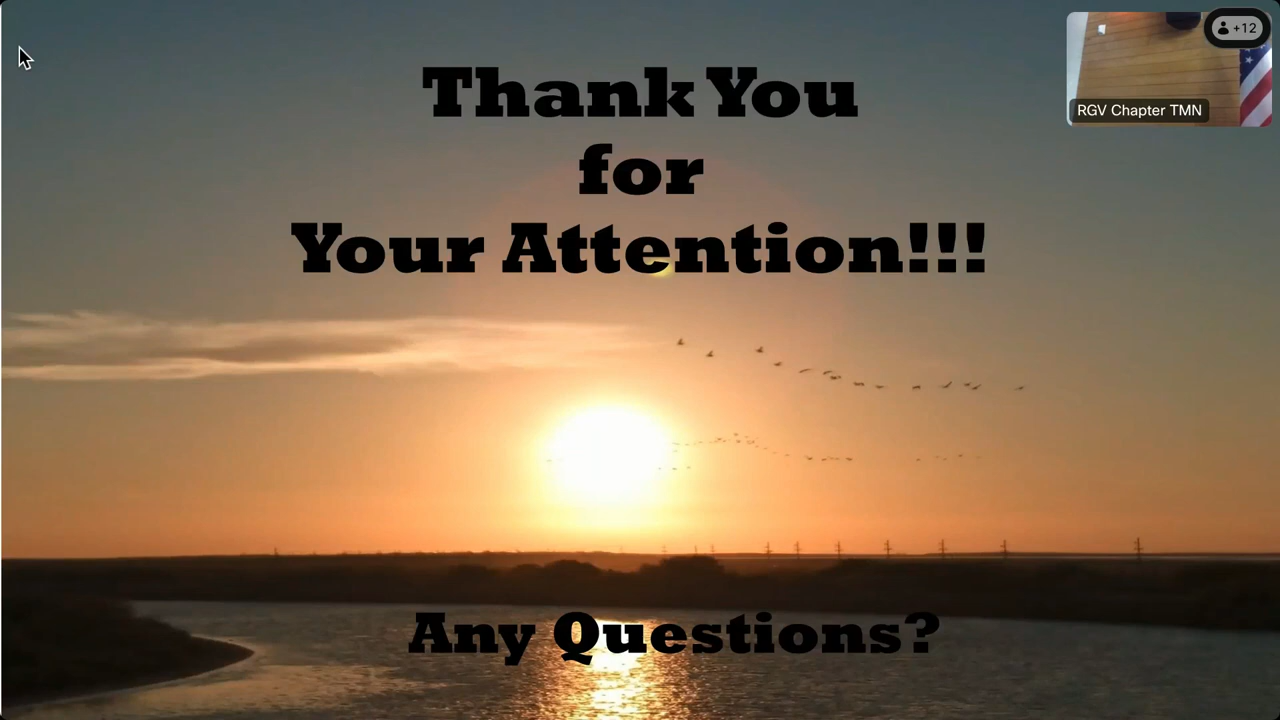 +12
RGV Chapter TMN
Thank You
for
Your Attention!!!
Any Questions?